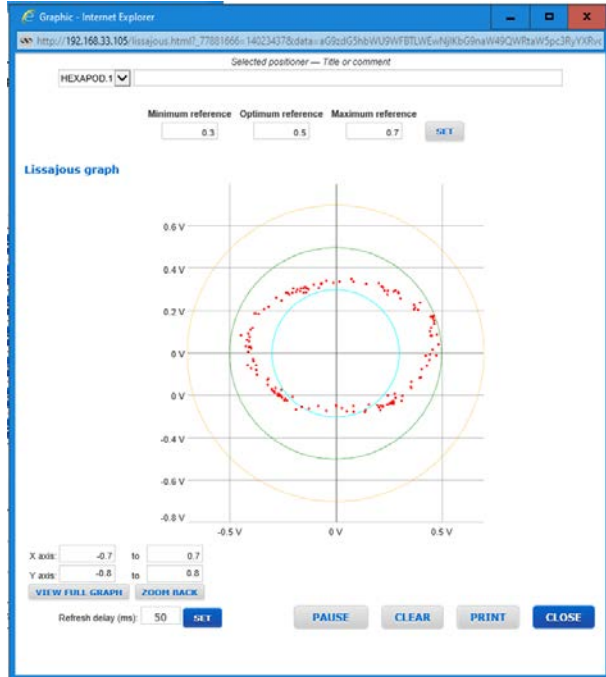 Graphic - Internet Explorer
http://192.168.33.105/lissajous.html?_77881666=14023437&data=
Selected positioner — Title or comment
HEXAPOD.1
Minimum reference Optimum reference Maximum reference
0.3 0.5 0.7 SET
Lissajous graph
0.6 V
0.4 V
0.2 V
0 V
0 V
-0.4 V
-0.6 V
-0.8 V
-0.5 V 0 V 0.5 V
X axis: -0.7 to 0.7
Y axis: -0.8 to 0.8
VIEW FULL GRAPH ZOOM BACK
Refresh delay (ms): 50 SET PAUSE CLEAR PRINT CLOSE